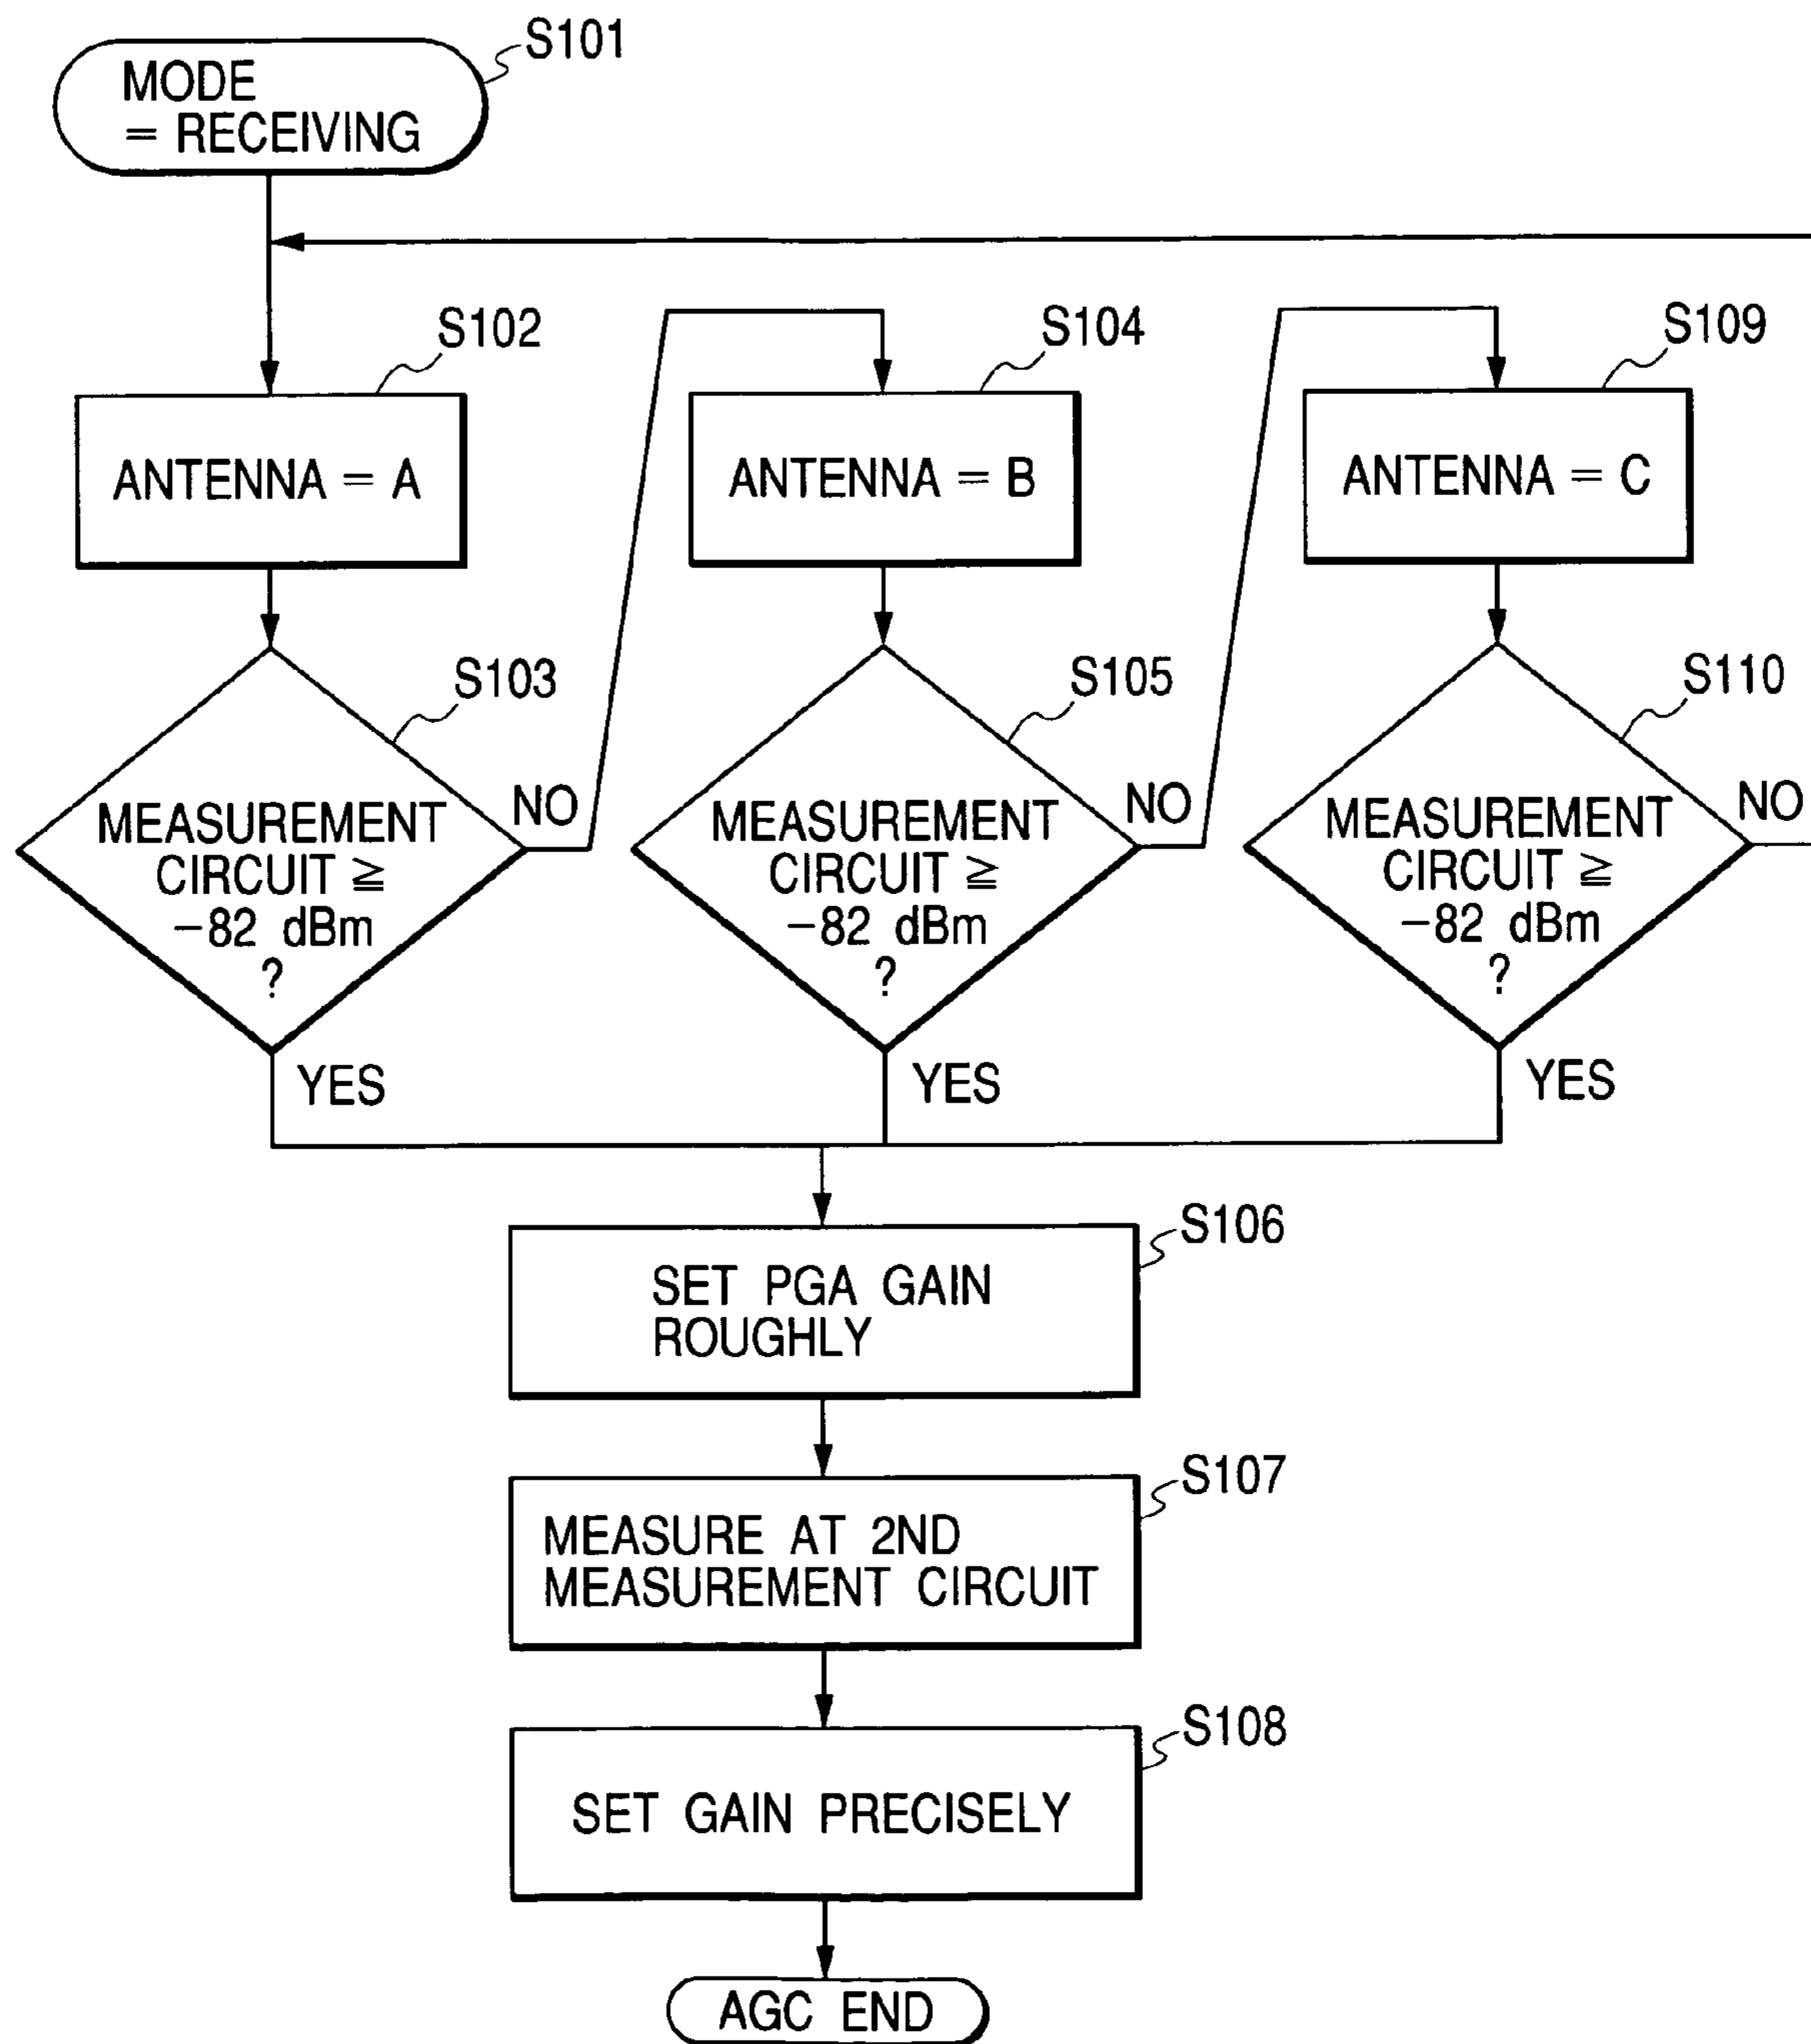 S101
MODE
= RECEIVING
S102
S104
S109
ANTENNA = A
ANTENNA = B
ANTENNA = C
S103
S105
S110
MEASUREMENT
CIRCUIT ≧
−82 dBm
?
NO
MEASUREMENT
CIRCUIT ≧
−82 dBm
?
NO
MEASUREMENT
CIRCUIT ≧
−82 dBm
?
NO
YES
YES
YES
S106
SET PGA GAIN
ROUGHLY
S107
MEASURE AT 2ND
MEASUREMENT CIRCUIT
S108
SET GAIN PRECISELY
AGC END